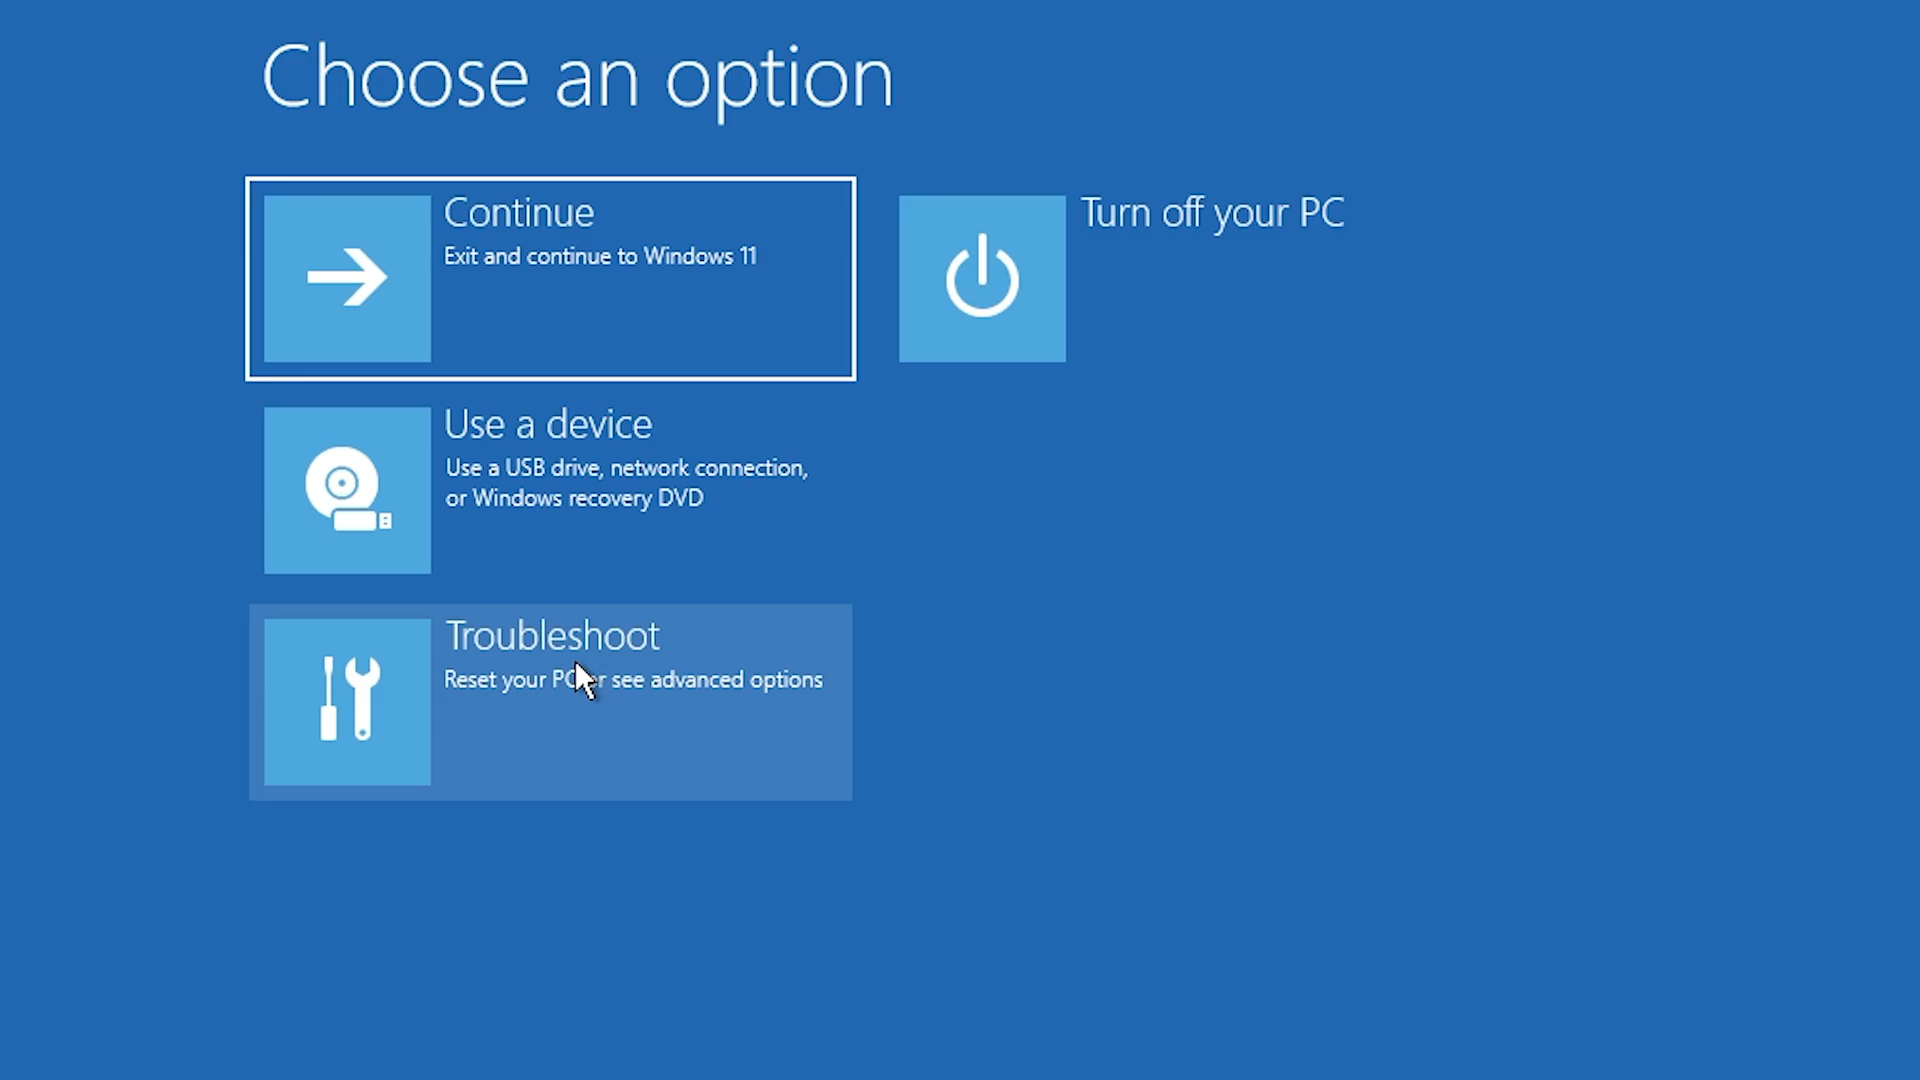 Choose an option
Continue
Exit and continue to Windows 11
Turn off your PC
Use a device
Use a USB drive, network connection,
or Windows recovery DVD
Troubleshoot
Reset your PC or see advanced options